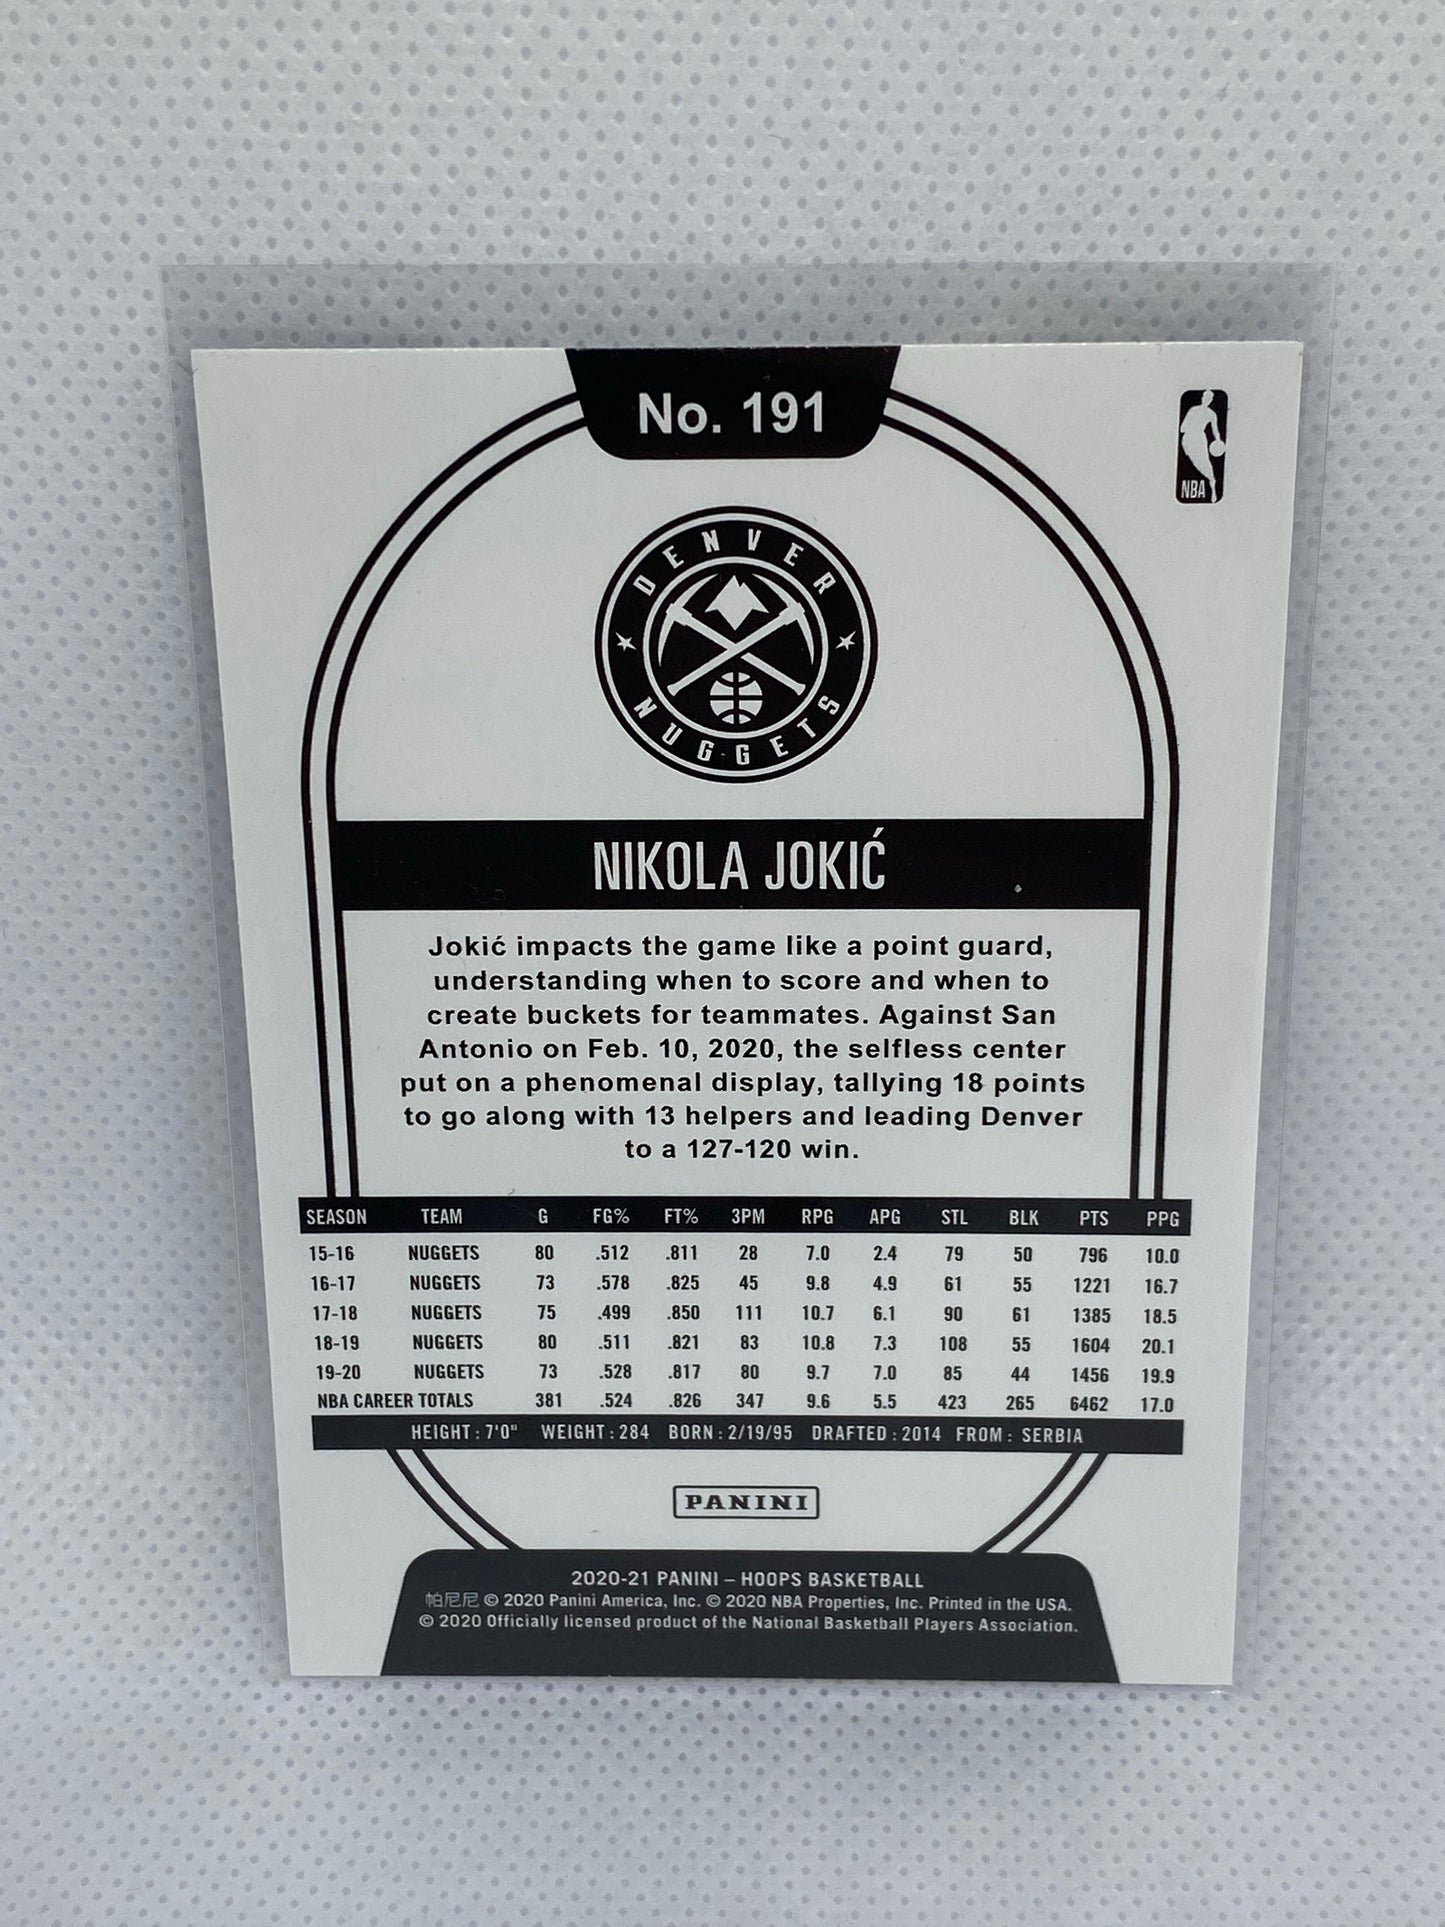 No. 191
NBA
DENVER
NUGGETS
NIKOLA JOKIĆ
Jokić impacts the game like a point guard,
understanding when to score and when to
create buckets for teammates. Against San
Antonio on Feb. 10, 2020, the selfless center
put on a phenomenal display, tallying 18 points
to go along with 13 helpers and leading Denver
to a 127-120 win.
SEASON TEAM G FG% FT% 3PM RPG APG STL BLK PTS PPG
15-16 NUGGETS 80 .512 .811 28 7.0 2.4 79 50 796 10.0
16-17 NUGGETS 73 .578 .825 45 9.8 4.9 61 55 1221 16.7
17-18 NUGGETS 75 .499 .850 111 10.7 6.1 90 61 1385 18.5
18-19 NUGGETS 80 .511 .821 83 10.8 7.3 108 55 1604 20.1
19-20 NUGGETS 73 .528 .817 80 9.7 7.0 85 44 1456 19.9
NBA CAREER TOTALS 381 .524 .826 347 9.6 5.5 423 265 6462 17.0
HEIGHT: 7'0" WEIGHT: 284 BORN: 2/19/95 DRAFTED: 2014 FROM: SERBIA
PANINI
2020-21 PANINI – HOOPS BASKETBALL
帕尼尼 © 2020 Panini America, Inc. © 2020 NBA Properties, Inc. Printed in the USA.
© 2020 Officially licensed product of the National Basketball Players Association.